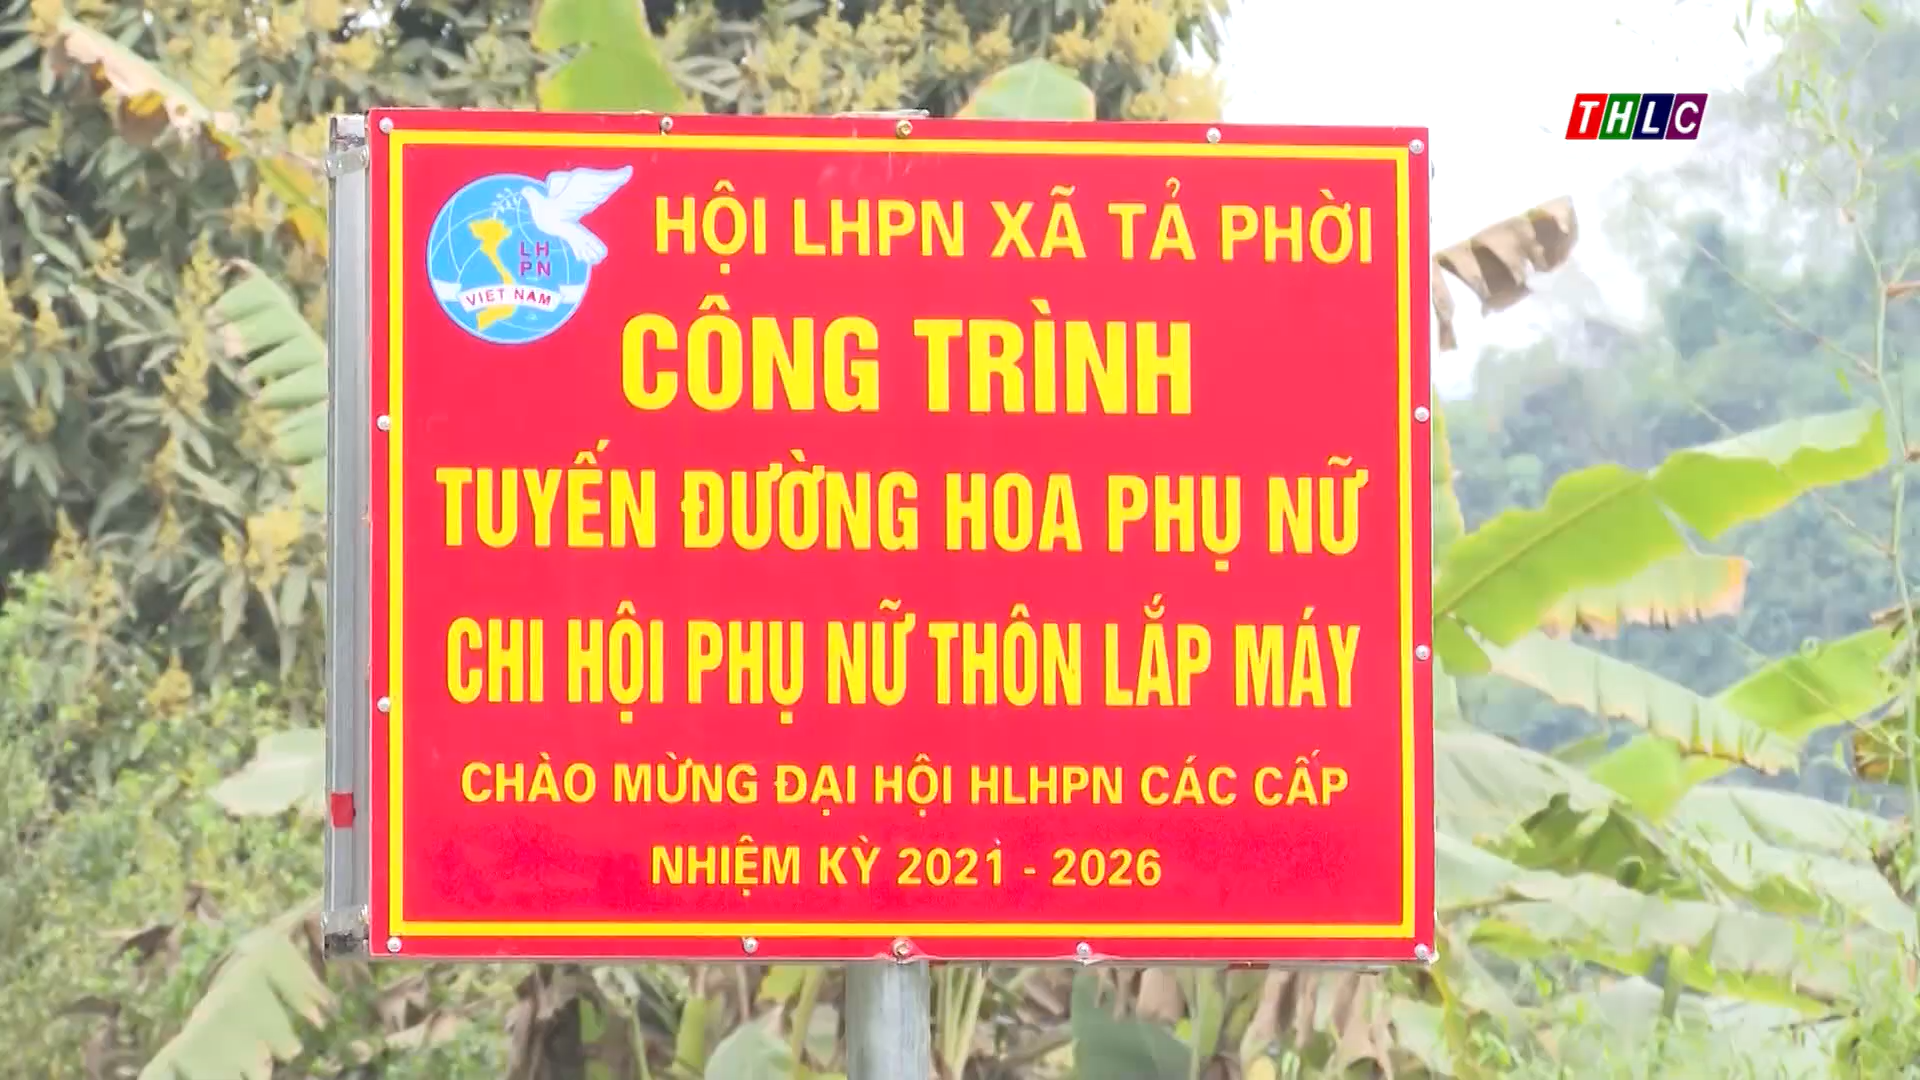 THLC
HỘI LHPN XÃ TẢ PHỜI
LH
PN
VIỆT NAM
CÔNG TRÌNH
TUYẾN ĐƯỜNG HOA PHỤ NỮ
CHI HỘI PHỤ NỮ THÔN LẮP MÁY
CHÀO MỪNG ĐẠI HỘI HLHPN CÁC CẤP
NHIỆM KỲ 2021 - 2026